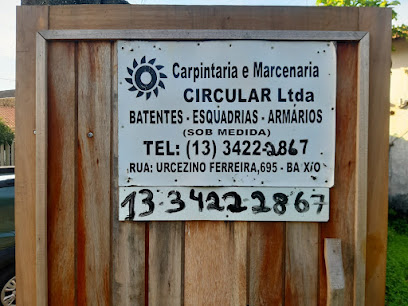 Carpintaria e Marcenaria
CIRCULAR Ltda
BATENTES - ESQUADRIAS - ARMÁRIOS
(SOB MEDIDA)
TEL: (13) 3422-2867
RUA: URCEZINO FERREIRA,695 - BA XIO
13-3422-2867